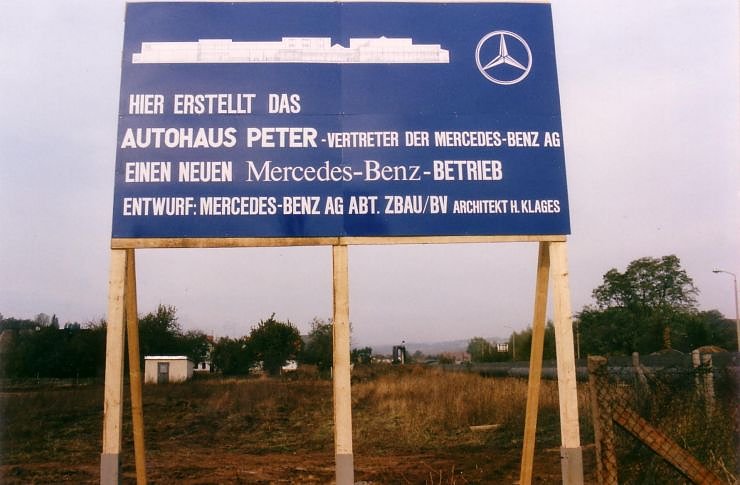 HIER ERSTELLT DAS
AUTOHAUS PETER - VERTRETER DER MERCEDES-BENZ AG
EINEN NEUEN Mercedes-Benz - BETRIEB
ENTWURF: MERCEDES-BENZ AG ABT. ZBAU/BV ARCHITEKT H. KLAGES